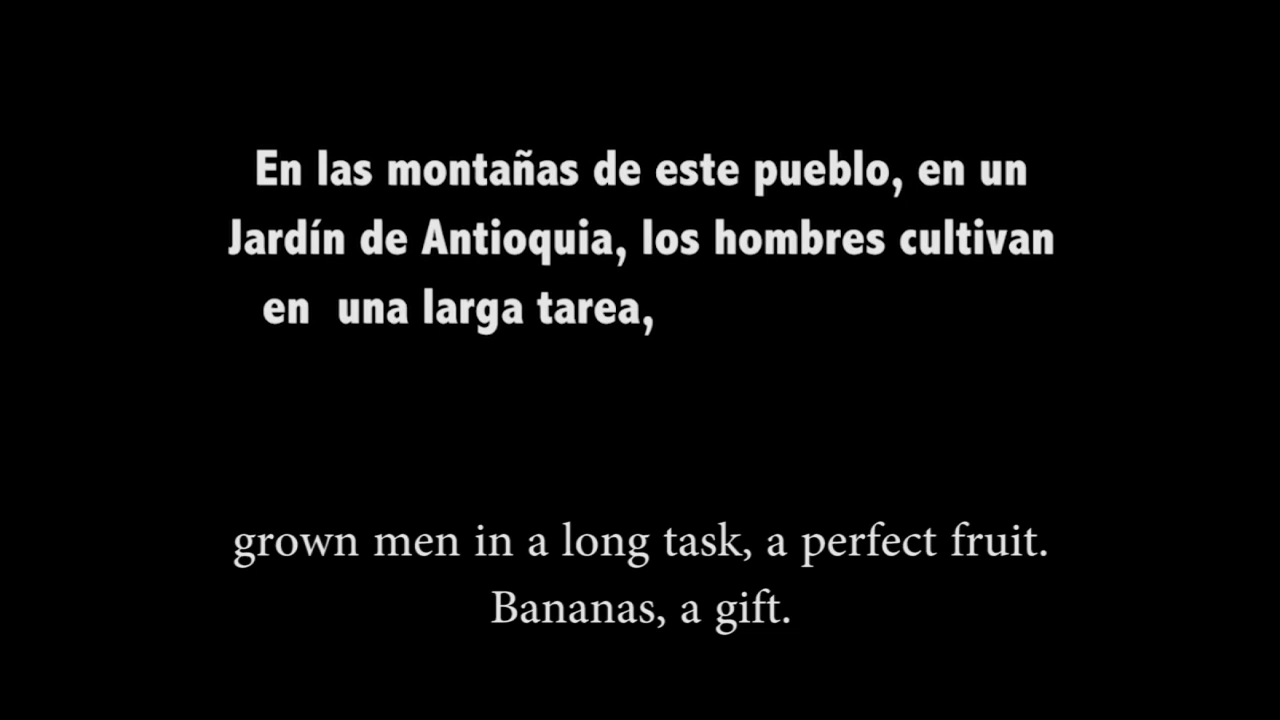 En las montañas de este pueblo, en un
Jardín de Antioquia, los hombres cultivan
en una larga tarea,
grown men in a long task, a perfect fruit.
Bananas, a gift.